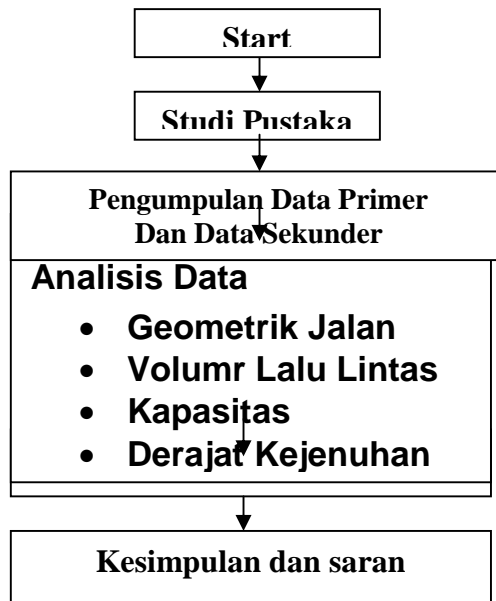 Start
Studi Pustaka
Pengumpulan Data Primer
Dan Data Sekunder
Analisis Data
• Geometrik Jalan
• Volumr Lalu Lintas
• Kapasitas
• Derajat Kejenuhan
Kesimpulan dan saran